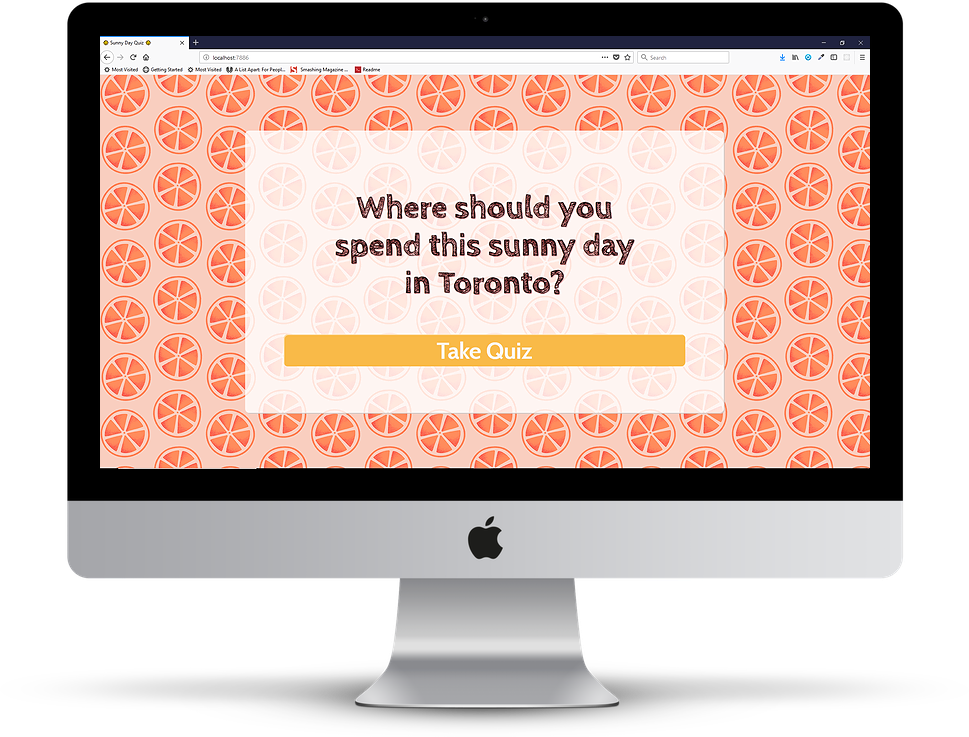 Sunny Day Quiz
localhost:7886
Search
Most Visited Getting Started Most Visited A List Apart: For Peopl... Smashing Magazine ... Readme
Where should you
spend this sunny day
in Toronto?
Take Quiz